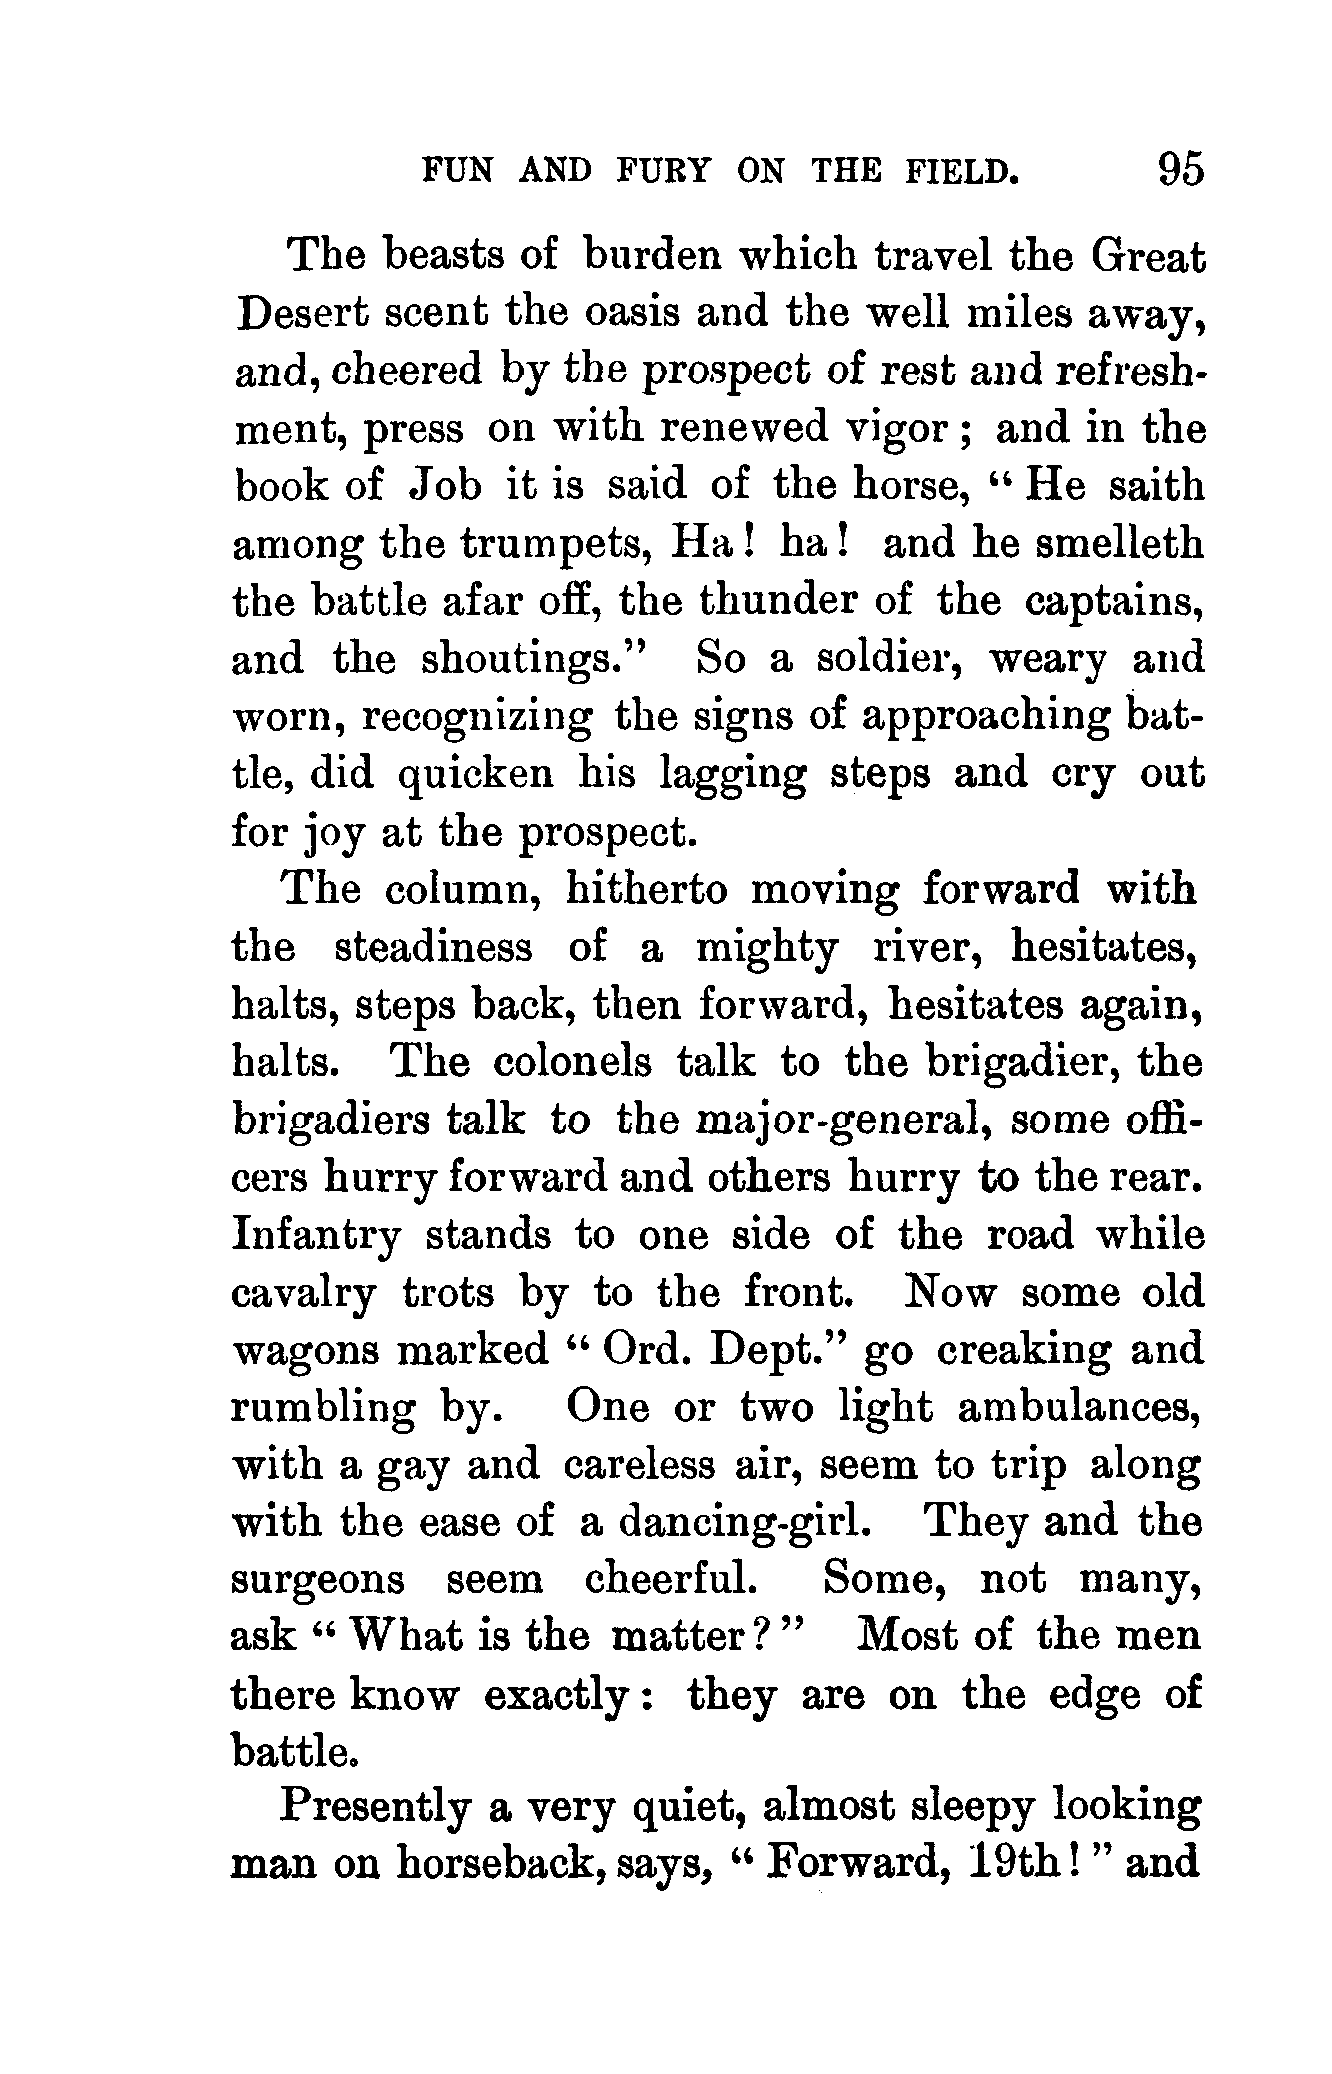 FUN AND FURY ON THE FIELD. 95
The beasts of burden which travel the Great
Desert scent the oasis and the well miles away,
and, cheered by the prospect of rest and refresh-
ment, press on with renewed vigor; and in the
book of Job it is said of the horse, "He saith
among the trumpets, Ha! ha! and he smelleth
the battle afar off, the thunder of the captains,
and the shoutings." So a soldier, weary and
worn, recognizing the signs of approaching bat-
tle, did quicken his lagging steps and cry out
for joy at the prospect.
The column, hitherto moving forward with
the steadiness of a mighty river, hesitates,
halts, steps back, then forward, hesitates again,
halts. The colonels talk to the brigadier, the
brigadiers talk to the major-general, some offi-
cers hurry forward and others hurry to the rear.
Infantry stands to one side of the road while
cavalry trots by to the front. Now some old
wagons marked "Ord. Dept." go creaking and
rumbling by. One or two light ambulances,
with a gay and careless air, seem to trip along
with the ease of a dancing-girl. They and the
surgeons seem cheerful. Some, not many,
ask "What is the matter?" Most of the men
there know exactly: they are on the edge of
battle.
Presently a very quiet, almost sleepy looking
man on horseback, says, "Forward, 19th!" and